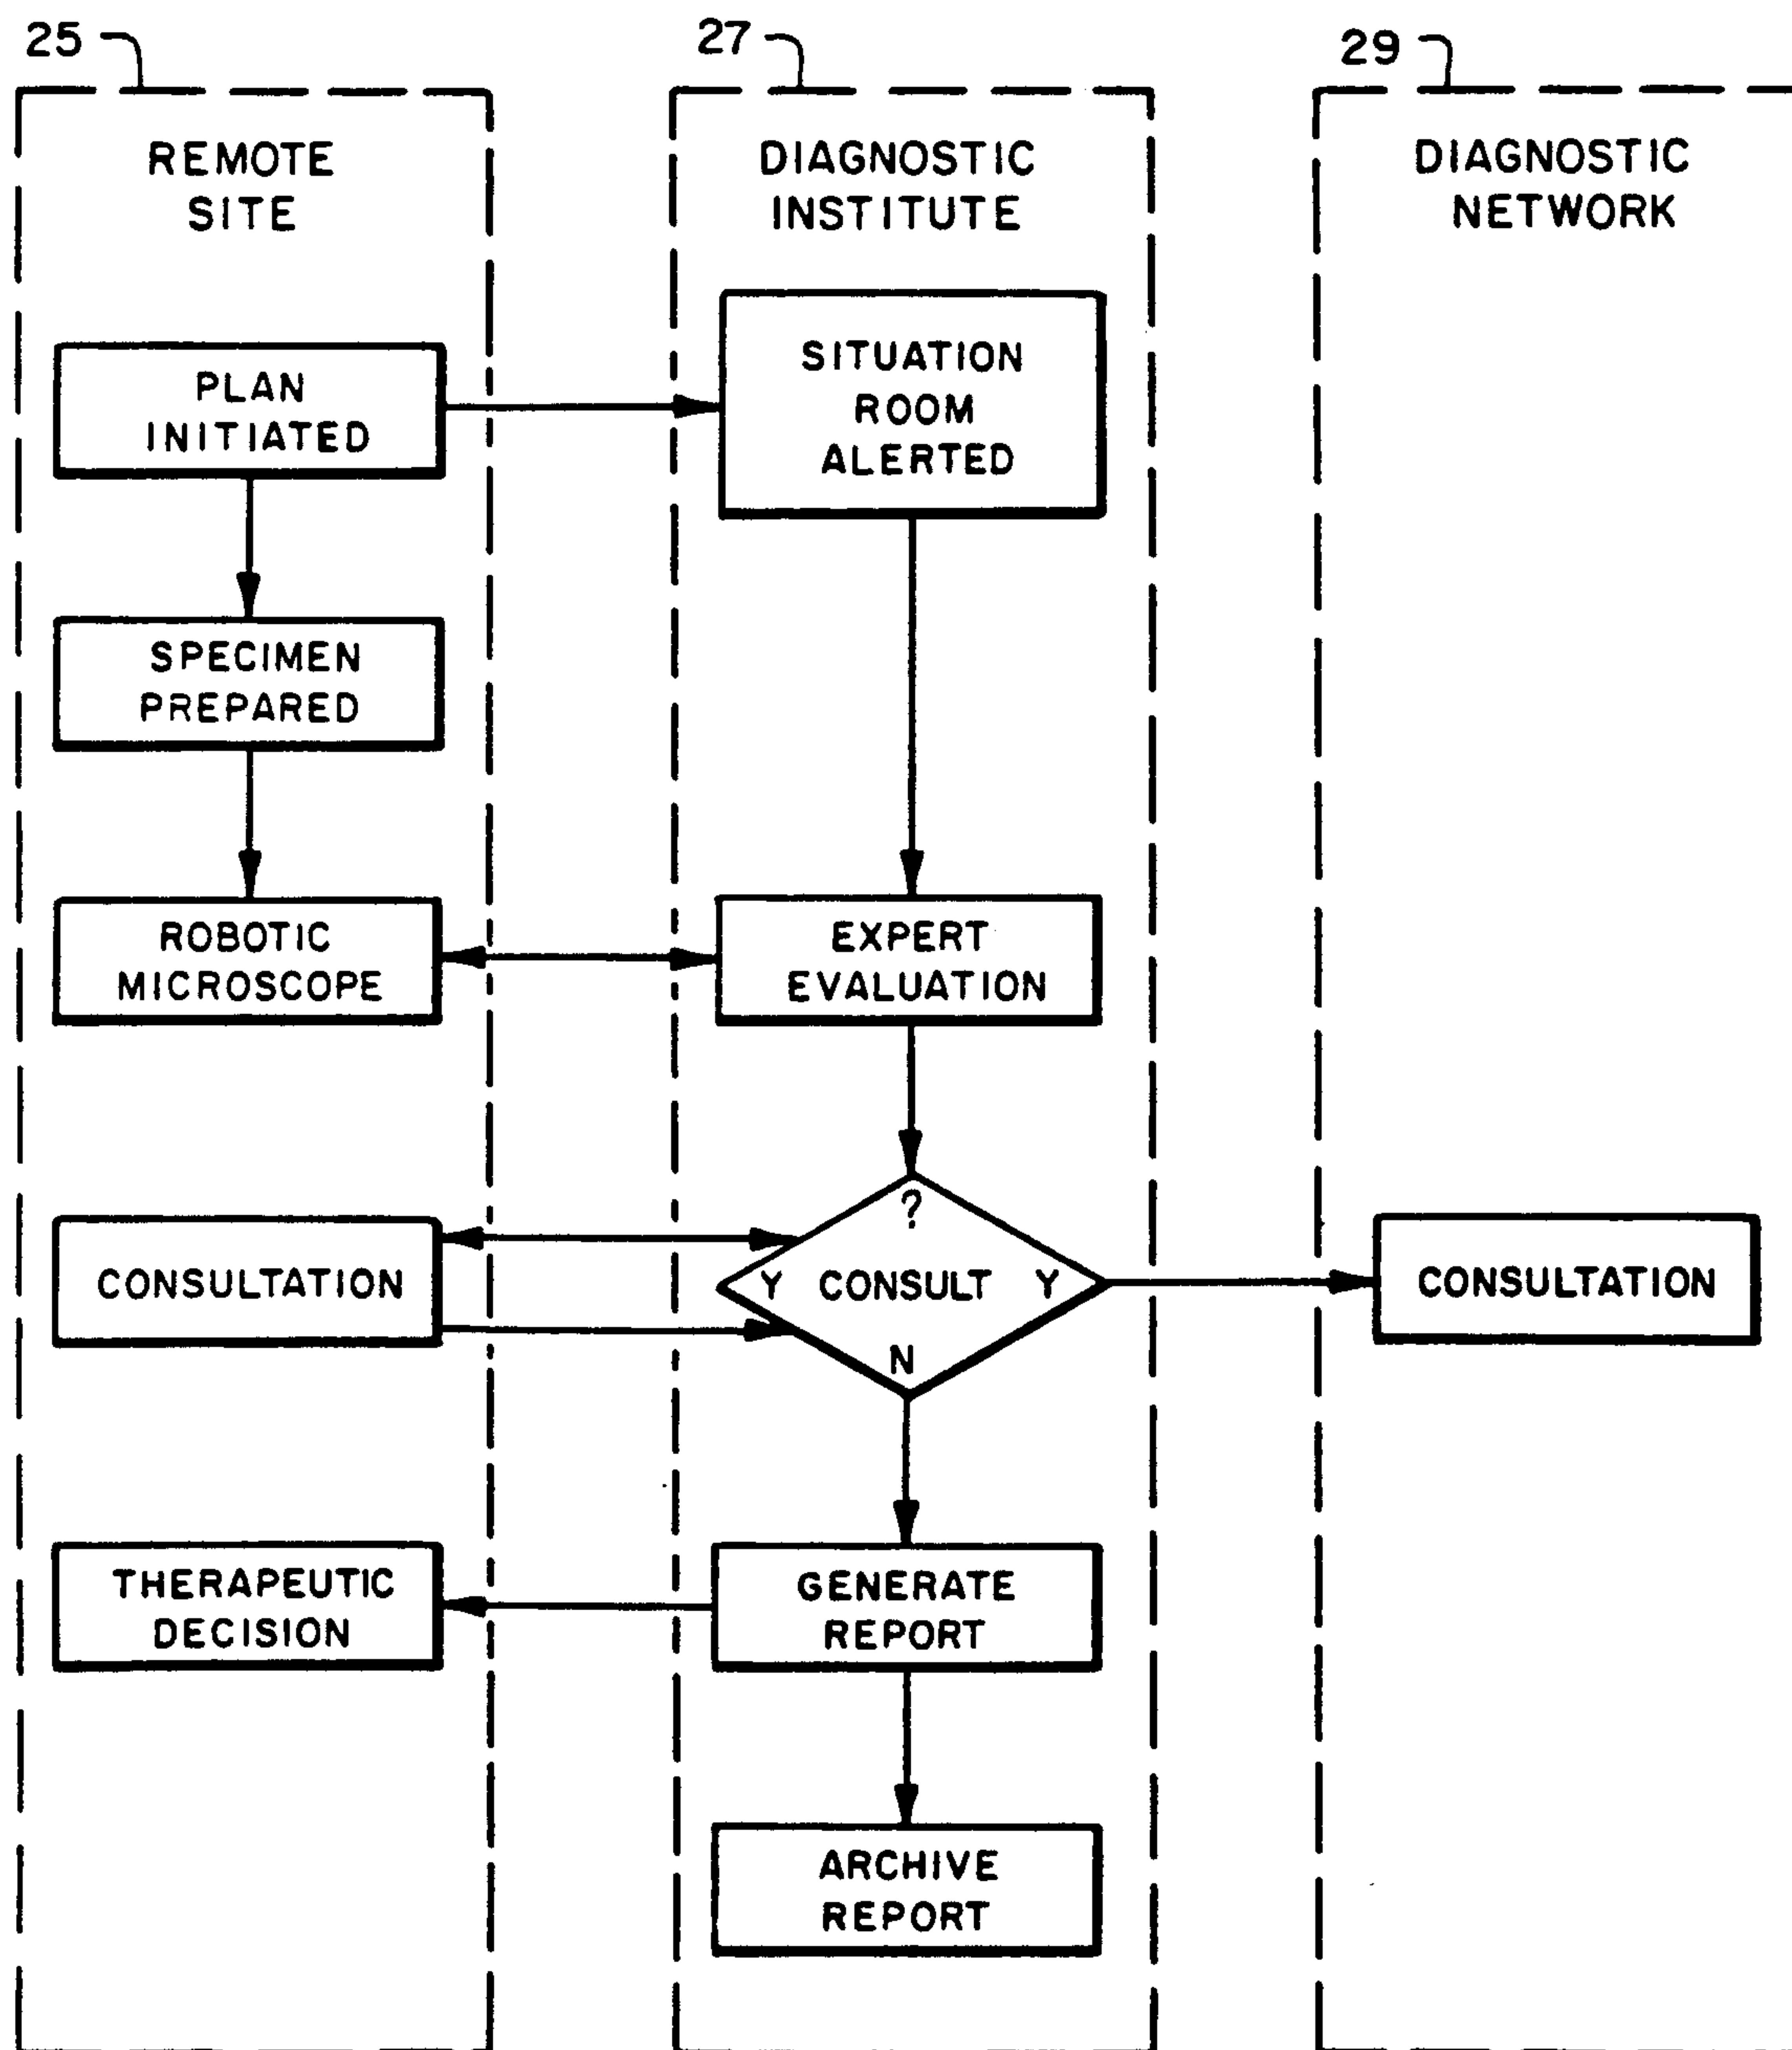 25
27
29
REMOTE
SITE
DIAGNOSTIC
INSTITUTE
DIAGNOSTIC
NETWORK
PLAN
INITIATED
SITUATION
ROOM
ALERTED
SPECIMEN
PREPARED
ROBOTIC
MICROSCOPE
EXPERT
EVALUATION
CONSULTATION
?
Y CONSULT Y
N
CONSULTATION
THERAPEUTIC
DECISION
GENERATE
REPORT
ARCHIVE
REPORT